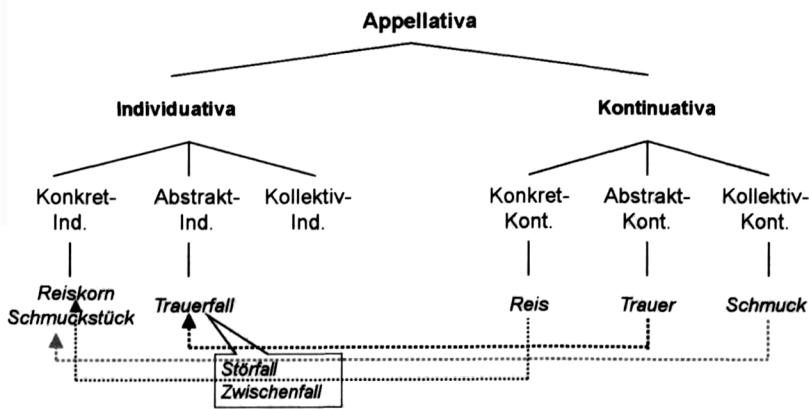 Appellativa
Individuativa Kontinuativa
Konkret- Abstrakt- Kollektiv- Konkret- Abstrakt- Kollektiv-
Ind. Ind. Ind. Kont. Kont. Kont.
Reiskorn
Schmuckstück Trauerfall Reis Trauer Schmuck
Störfall
Zwischenfall